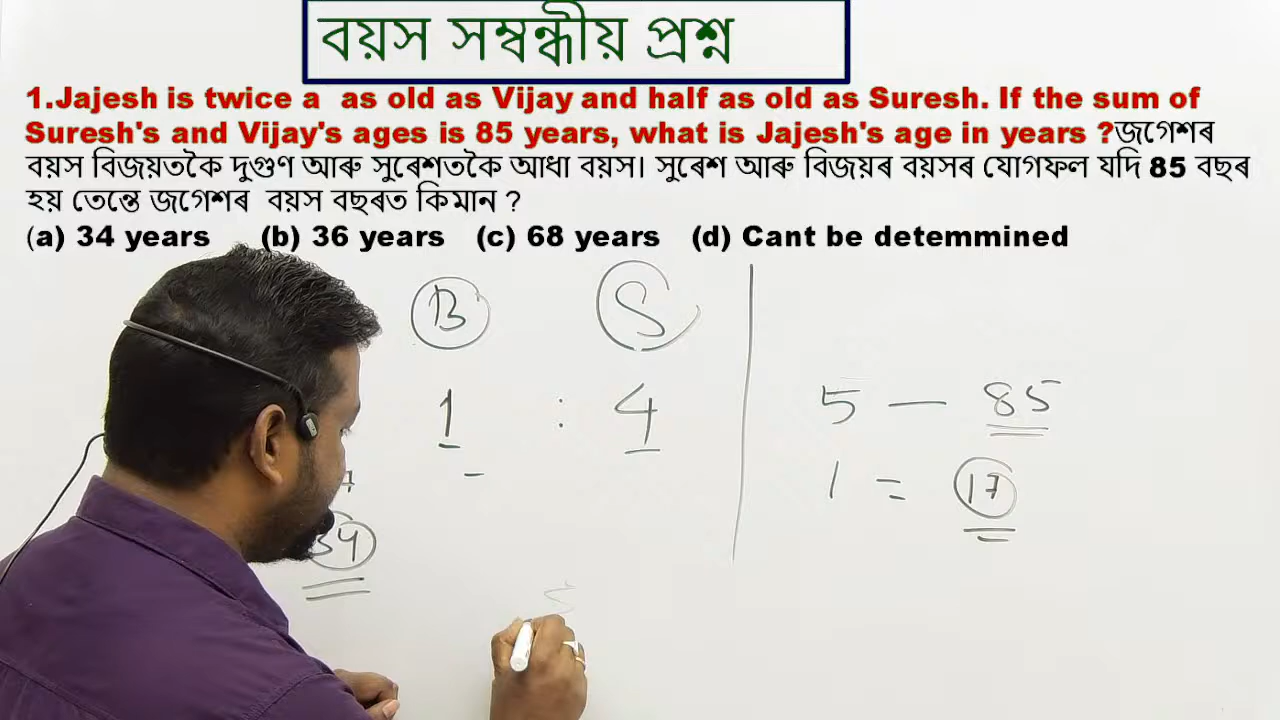 বয়স সম্বন্ধীয় প্ৰশ্ন
1.Jajesh is twice a as old as Vijay and half as old as Suresh. If the sum of
Suresh's and Vijay's ages is 85 years, what is Jajesh's age in years ?জগেশৰ
বয়স বিজয়তকৈ দুগুণ আৰু সুৰেশতকৈ আধা বয়স। সুৰেশ আৰু বিজয়ৰ বয়সৰ যোগফল যদি 85 বছৰ
হয় তেন্তে জগেশৰ বয়স বছৰত কিমান ?
(a) 34 years (b) 36 years (c) 68 years (d) Cant be detemmined
B S
1 : 4 5 — 85
1 = 17
34